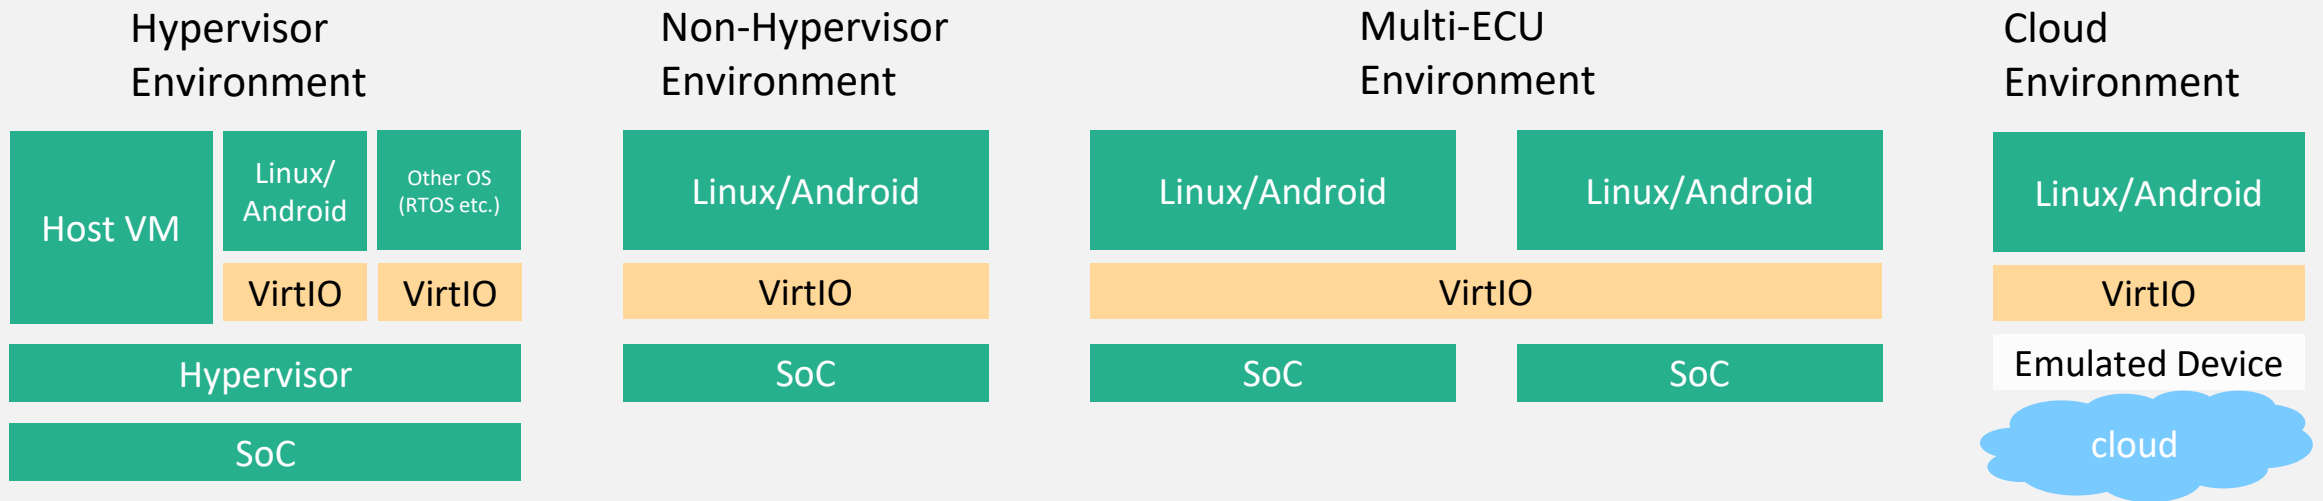 Hypervisor
Environment
Host VM
Linux/
Android
Other OS
(RTOS etc.)
VirtIO
VirtIO
Hypervisor
SoC
Non-Hypervisor
Environment
Linux/Android
VirtIO
SoC
Multi-ECU
Environment
Linux/Android
Linux/Android
VirtIO
SoC
SoC
Cloud
Environment
Linux/Android
VirtIO
Emulated Device
cloud